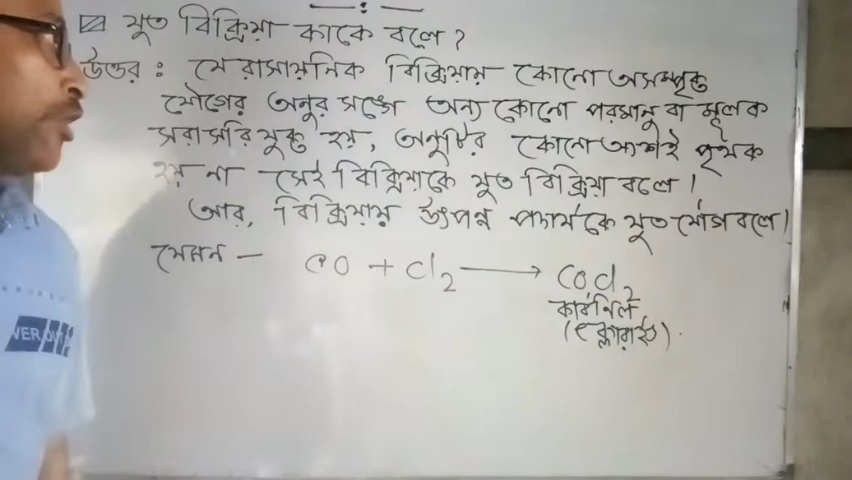 যুত বিক্রিয়া কাকে বলে ?
উত্তর : যে রাসায়নিক বিক্রিয়ায় কোনো অসম্পৃক্ত
যৌগের অনুর সঙ্গে অন্য কোনো পরমানু বা মূলক
সরাসরি যুক্ত হয়, অনুটির কোনো অংশই পৃথক
হয় না সেই বিক্রিয়াকে যুত বিক্রিয়া বলে ।
আর, বিক্রিয়ায় উৎপন্ন পদার্থকে যুত যৌগ বলে ।
যেমন – CO + Cl₂ ⟶ COCl₂
কার্বনিল
(ক্লোরাইড) .
VER